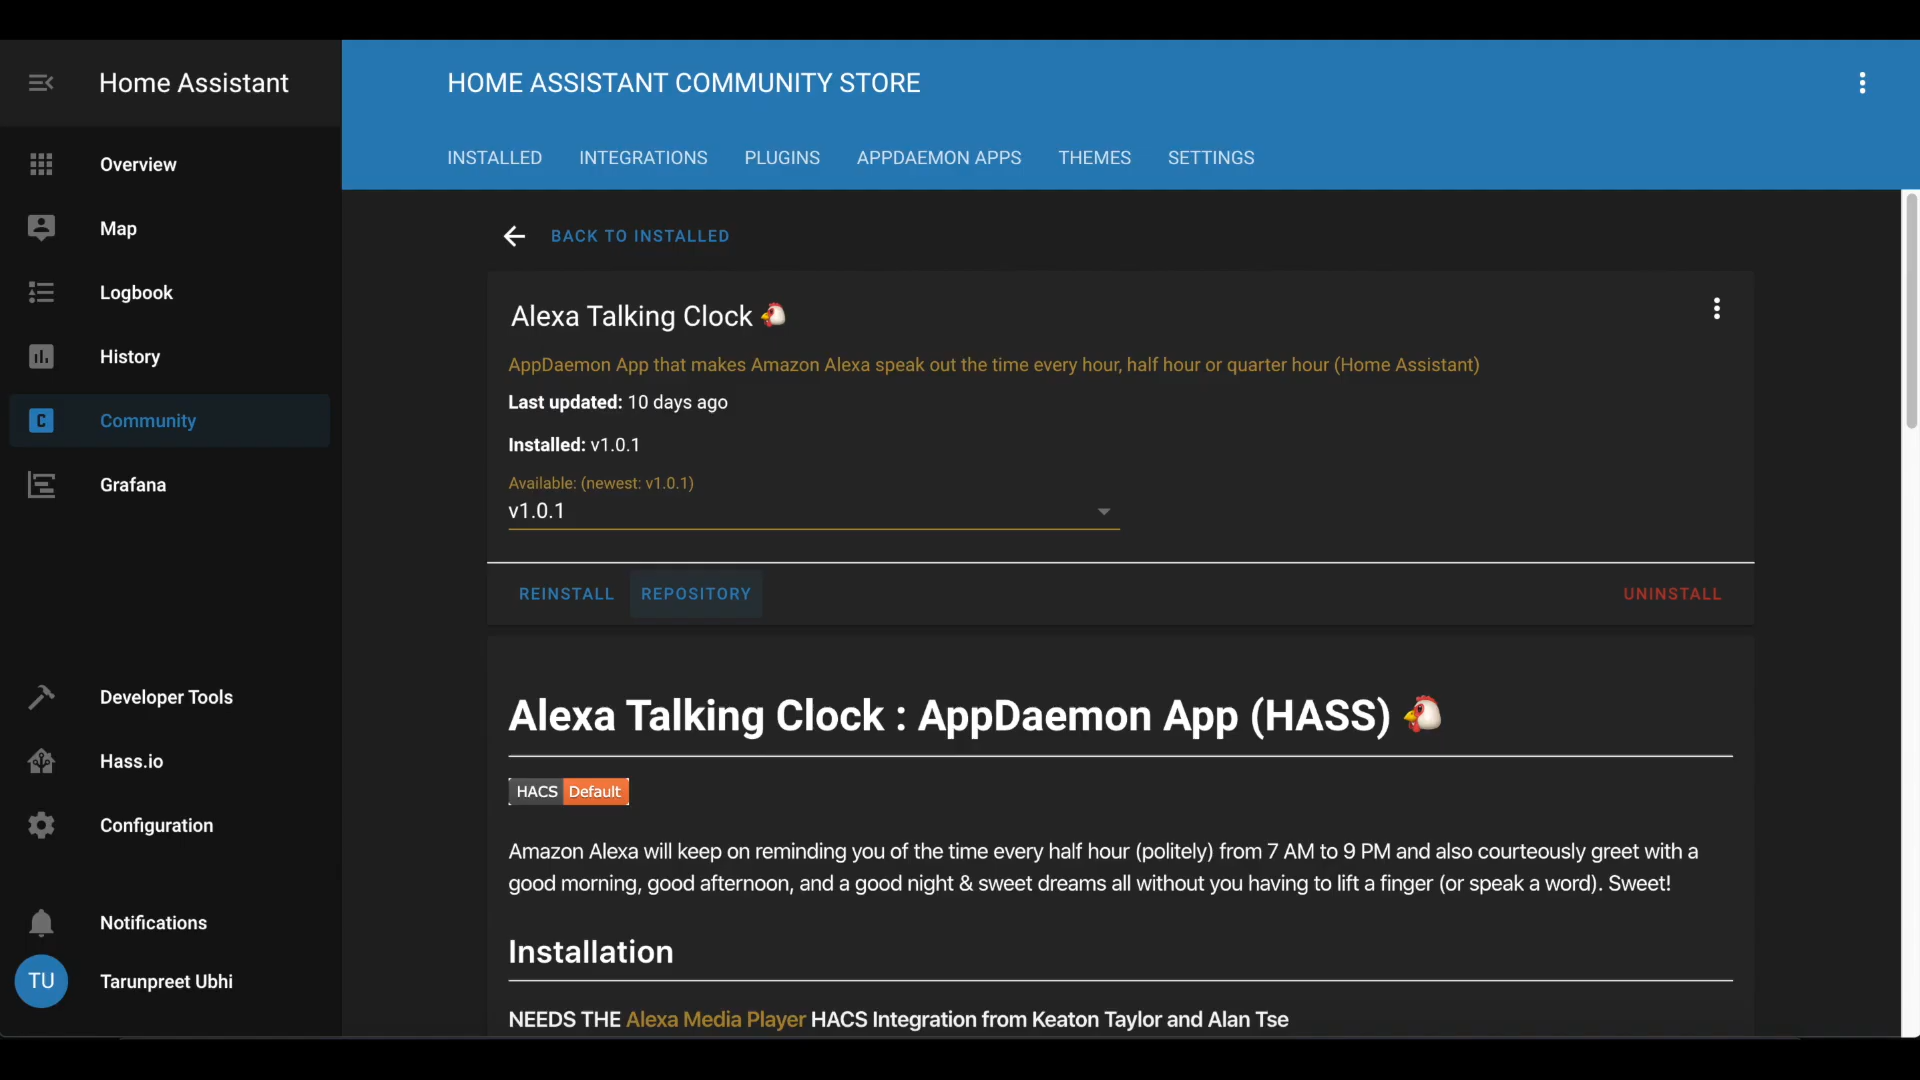 Home Assistant
Overview
Map
Logbook
History
C
Community
Grafana
Developer Tools
Hass.io
Configuration
Notifications
TU
Tarunpreet Ubhi
HOME ASSISTANT COMMUNITY STORE
INSTALLED INTEGRATIONS PLUGINS APPDAEMON APPS THEMES SETTINGS
BACK TO INSTALLED
Alexa Talking Clock 🐔
AppDaemon App that makes Amazon Alexa speak out the time every hour, half hour or quarter hour (Home Assistant)
Last updated: 10 days ago
Installed: v1.0.1
Available: (newest: v1.0.1)
v1.0.1
REINSTALL REPOSITORY UNINSTALL
Alexa Talking Clock : AppDaemon App (HASS) 🐔
HACS Default
Amazon Alexa will keep on reminding you of the time every half hour (politely) from 7 AM to 9 PM and also courteously greet with a
good morning, good afternoon, and a good night & sweet dreams all without you having to lift a finger (or speak a word). Sweet!
Installation
NEEDS THE Alexa Media Player HACS Integration from Keaton Taylor and Alan Tse